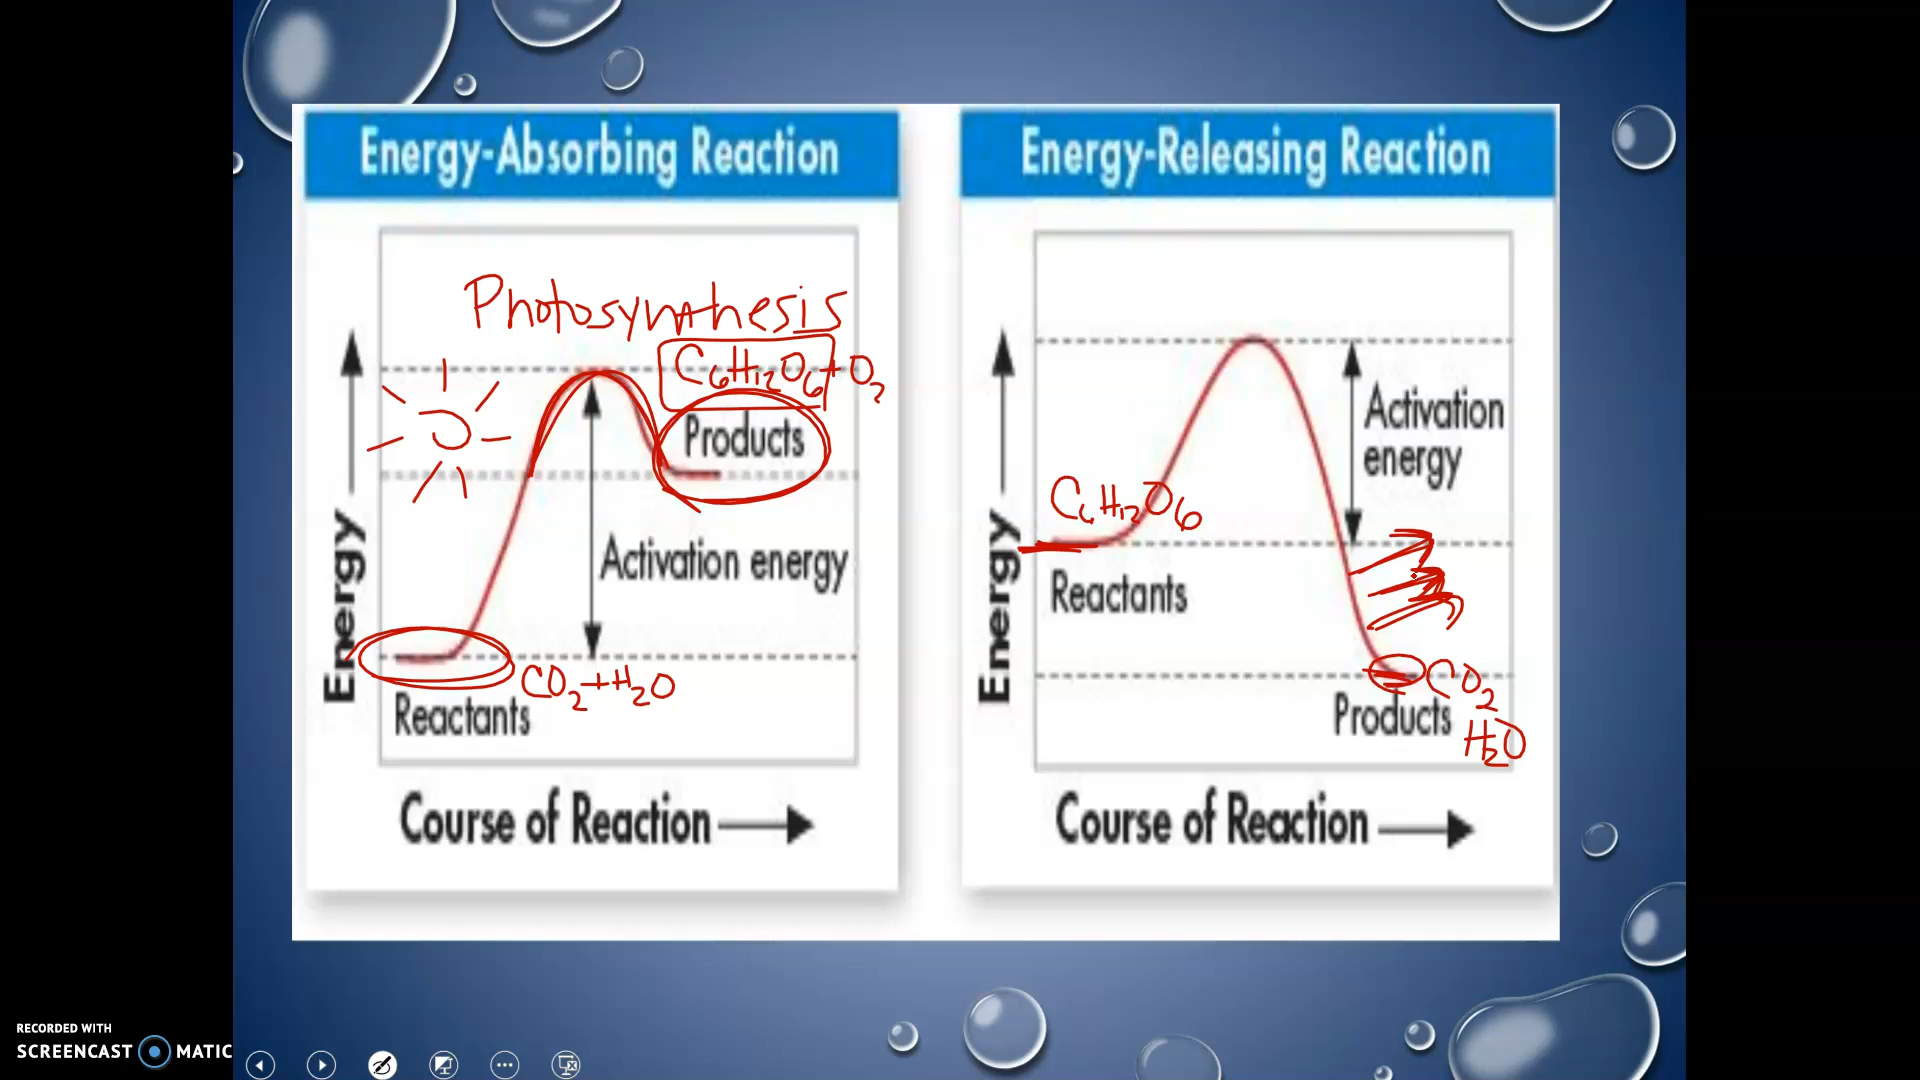 Energy-Absorbing Reaction
Photosynthesis
C6H12O6 + O2
Products
Activation energy
CO2 + H2O
Reactants
Energy
Course of Reaction
Energy-Releasing Reaction
Activation
energy
C6H12O6
Reactants
CO2
Products
H2O
Energy
Course of Reaction
RECORDED WITH
SCREENCAST MATIC